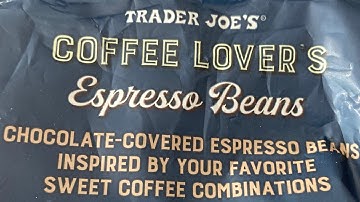 TRADER JOE'S®
COFFEE LOVER'S
Espresso Beans
CHOCOLATE-COVERED ESPRESSO BEANS
INSPIRED BY YOUR FAVORITE
SWEET COFFEE COMBINATIONS